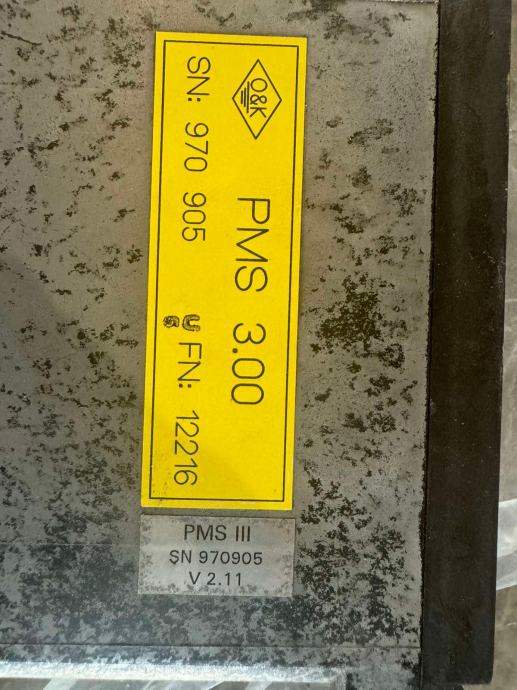 O&K
PMS 3.00
SN: 970 905
FN: 12216
PMS III
SN 970905
V 2.11